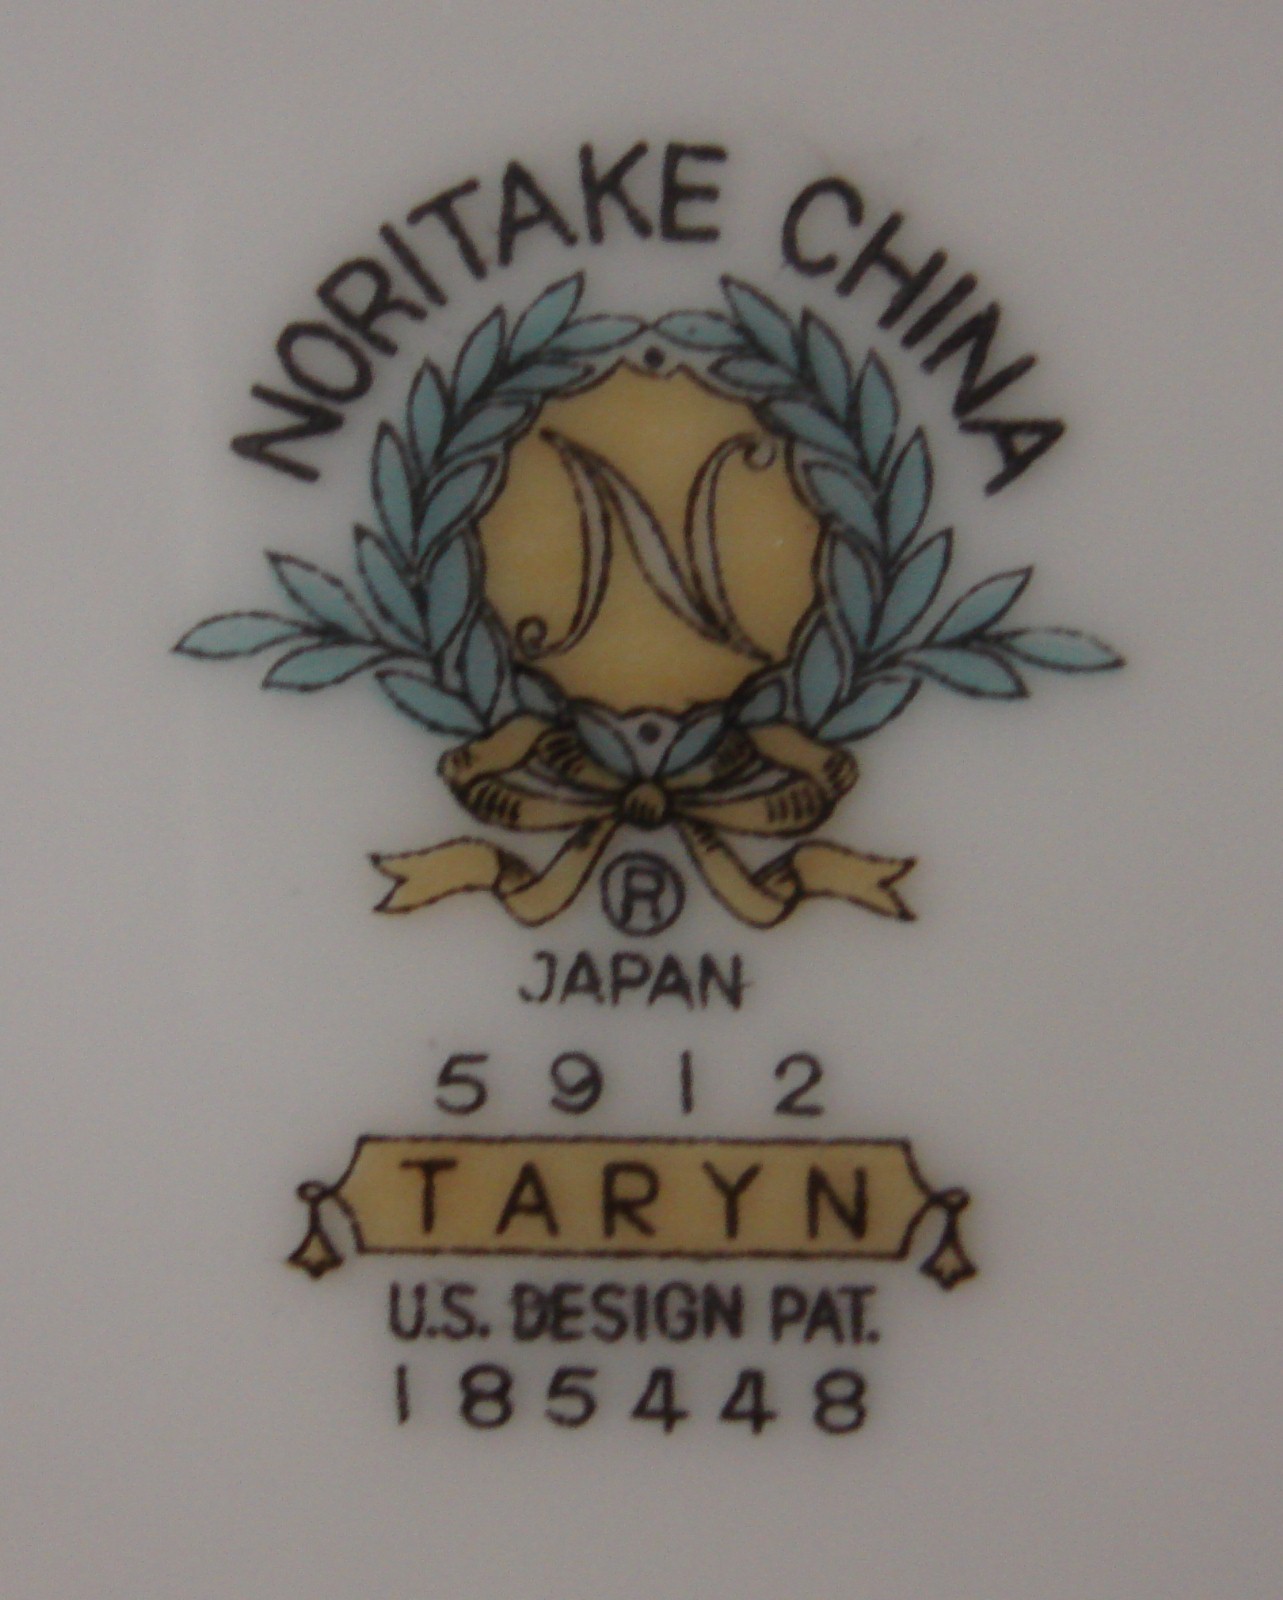 NORITAKE CHINA
N
®
JAPAN
5912
TARYN
U.S. DESIGN PAT.
185448